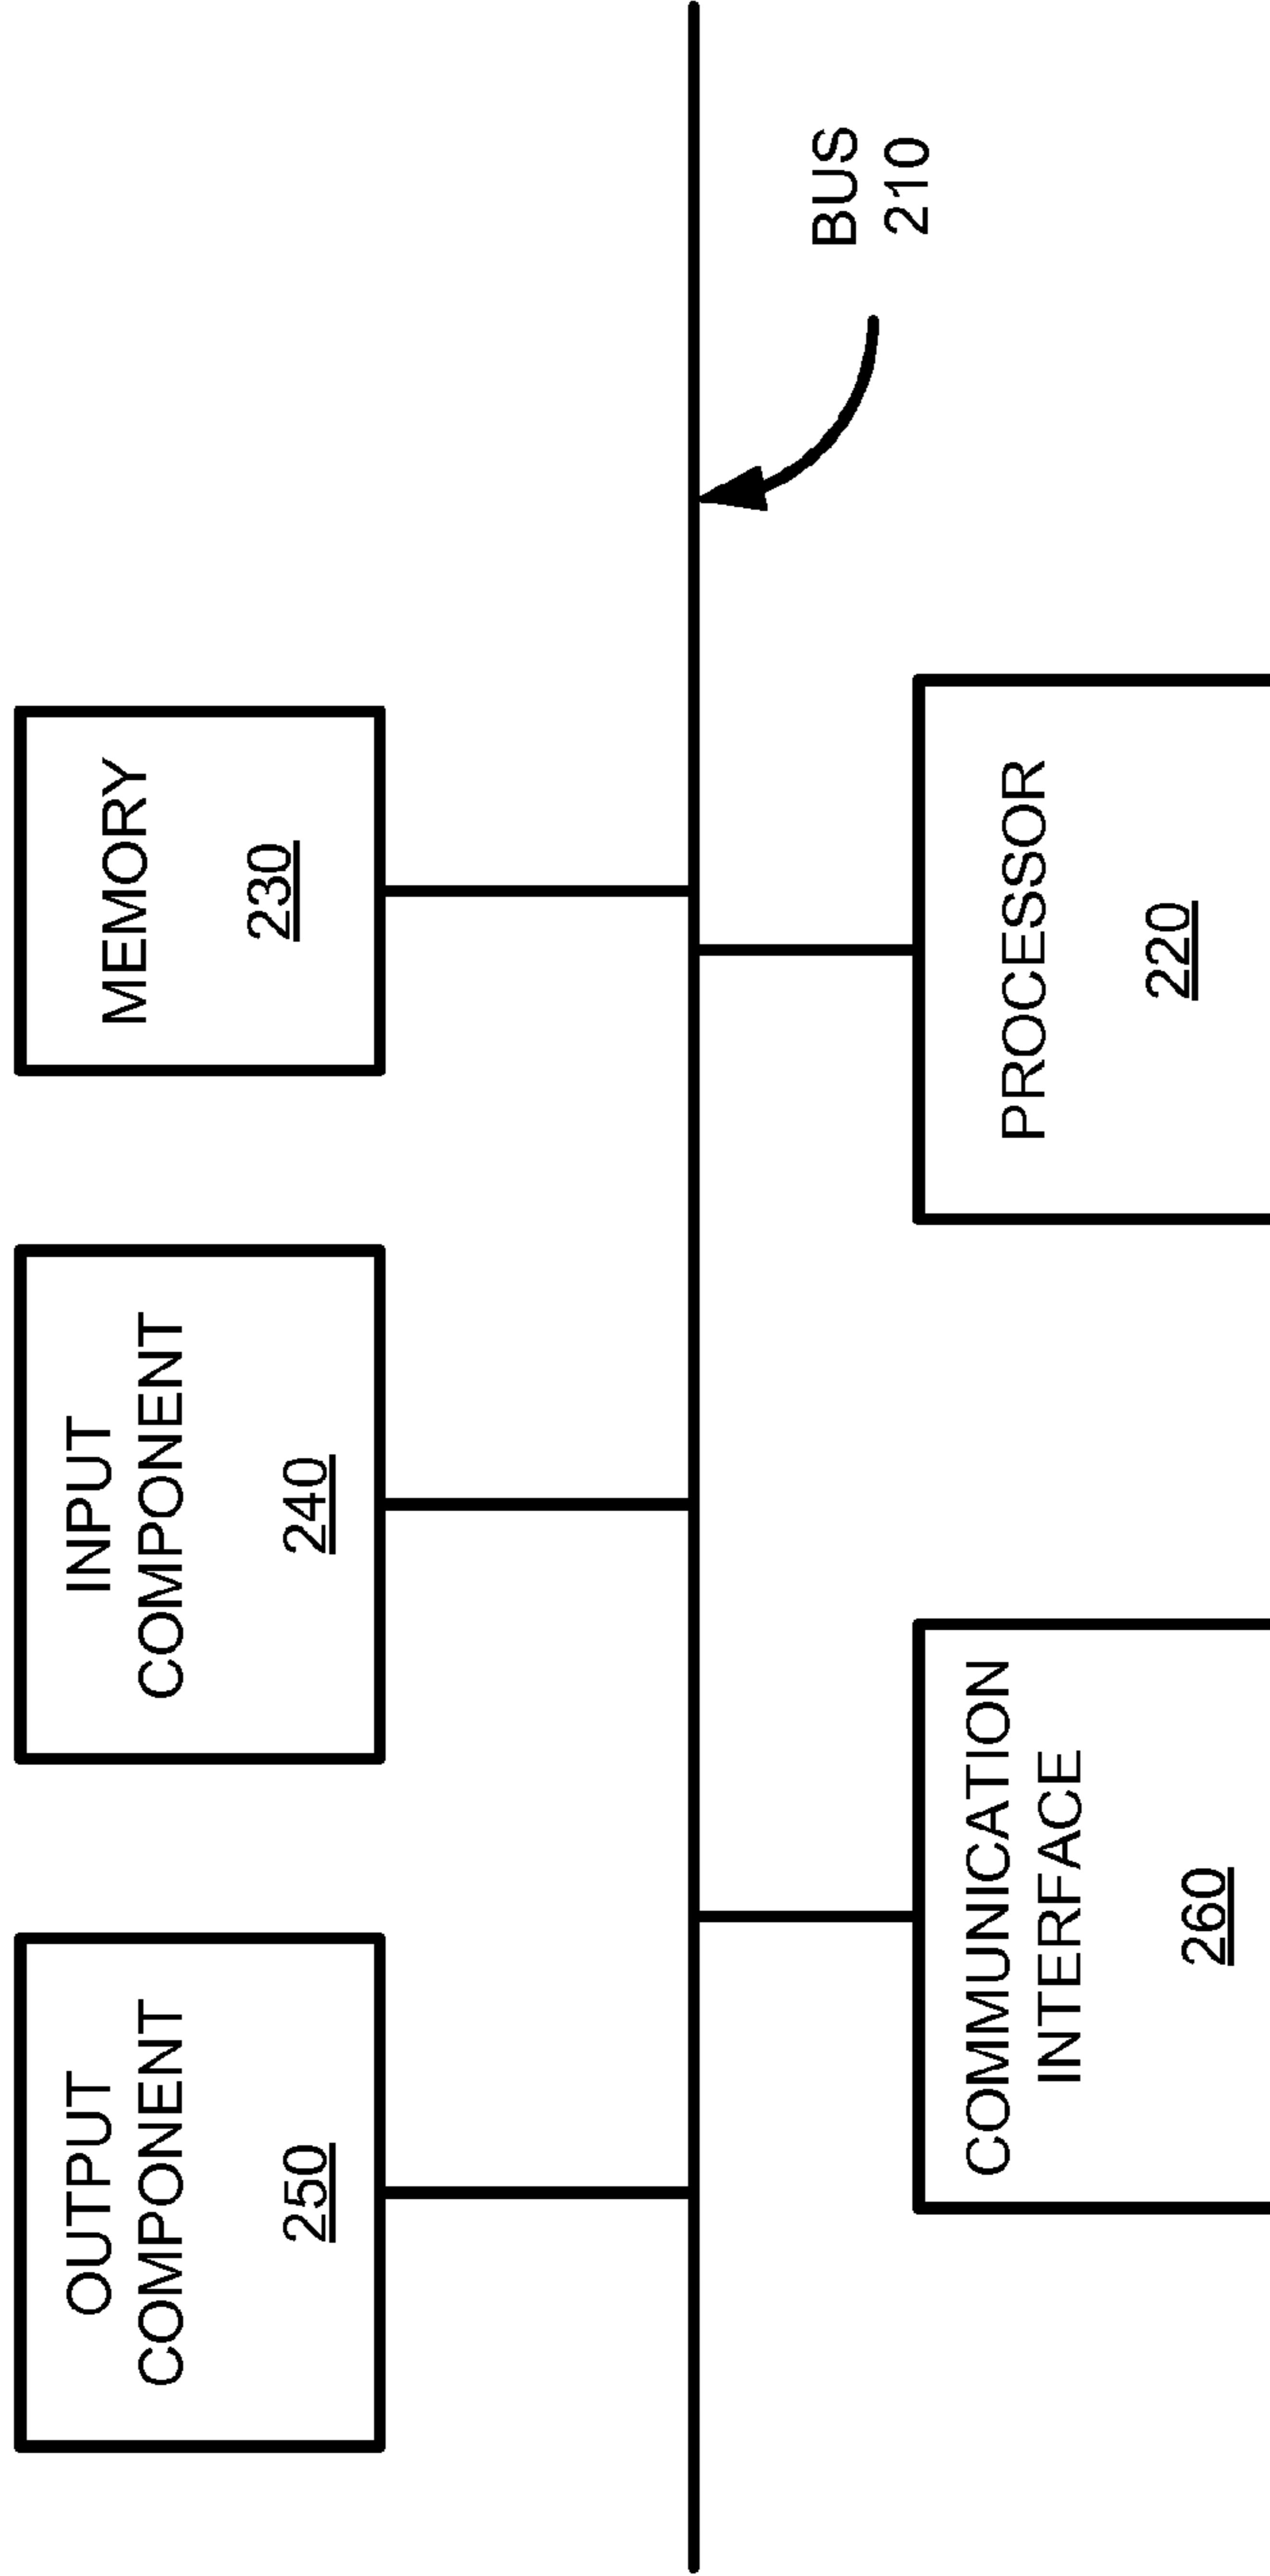 OUTPUT
COMPONENT
250
INPUT
COMPONENT
240
MEMORY
230
BUS
210
COMMUNICATION
INTERFACE
260
PROCESSOR
220